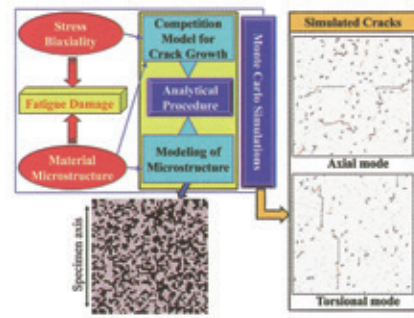 Stress
Biaxiality
Fatigue Damage
Material
Microstructure
Competition
Model for
Crack Growth
Analytical
Procedure
Modeling of
Microstructure
Monte Carlo Simulations
Specimen axis
Simulated Cracks
Axial mode
Torsional mode